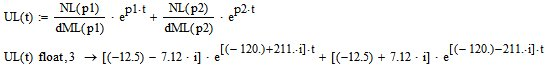 UL(t) := NL(p1)/dML(p1) · e^(p1·t) + NL(p2)/dML(p2) · e^(p2·t)
UL(t) float,3 → [(-12.5) - 7.12 · i] · e^([(- 120.)+211.·i]·t) + [(-12.5) + 7.12 · i] · e^([(-120.)-211.·i]·t)